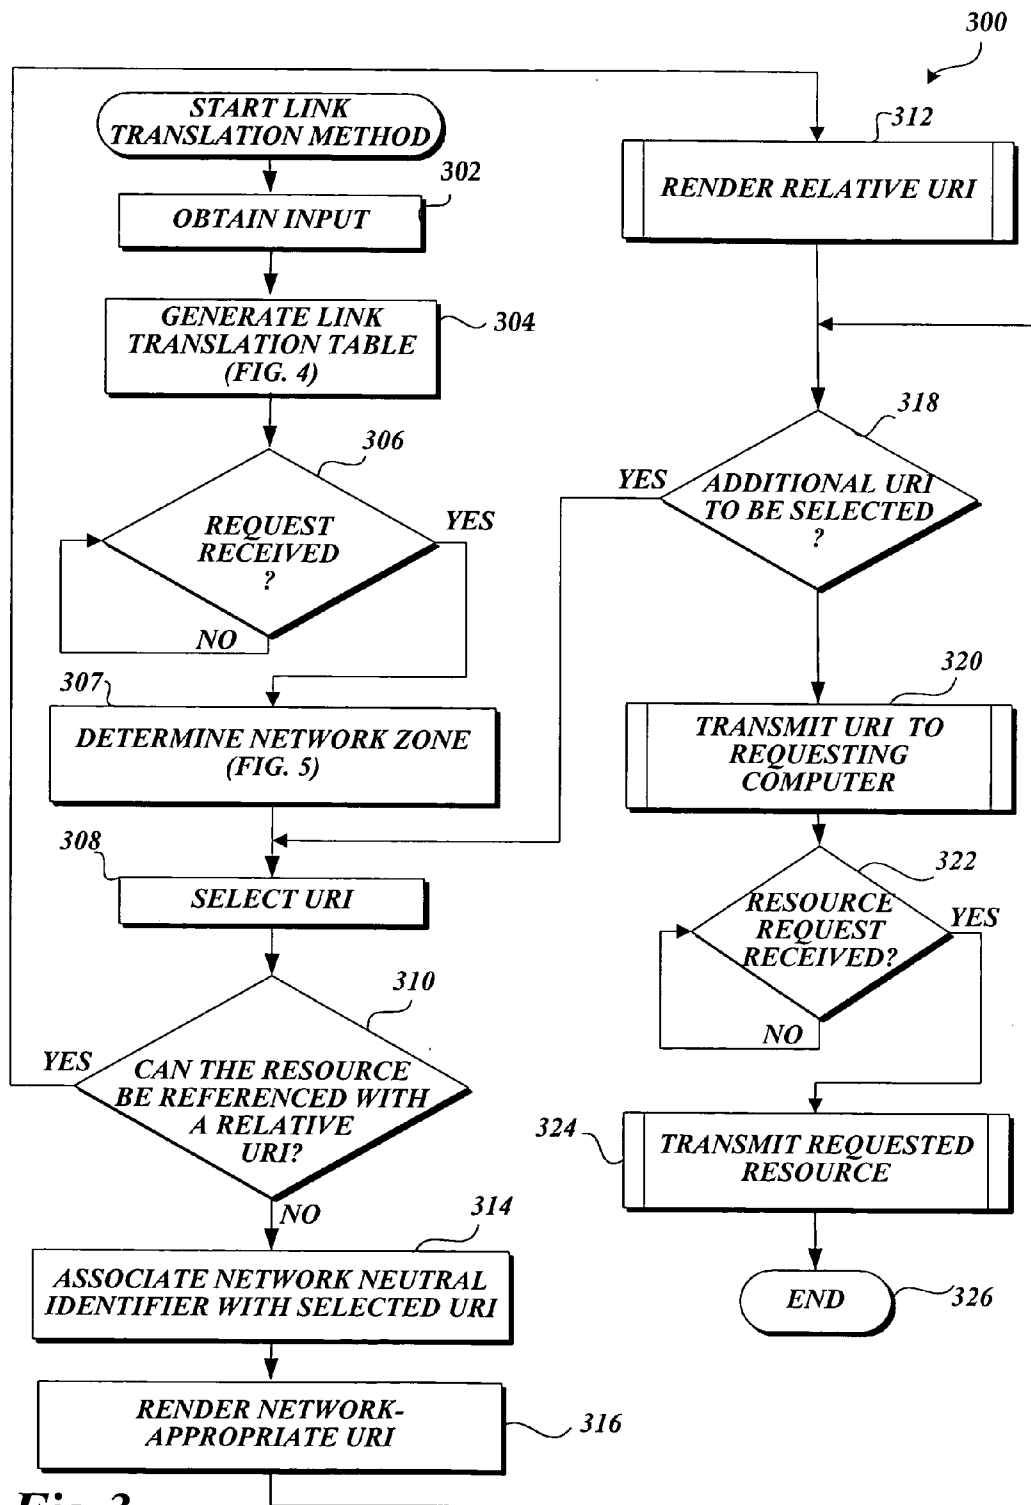 300
START LINK
TRANSLATION METHOD
302
OBTAIN INPUT
GENERATE LINK
TRANSLATION TABLE
(FIG. 4)
304
306
REQUEST
RECEIVED
?
YES
NO
307
DETERMINE NETWORK ZONE
(FIG. 5)
308
SELECT URI
310
YES
CAN THE RESOURCE
BE REFERENCED WITH
A RELATIVE
URI?
NO
314
ASSOCIATE NETWORK NEUTRAL
IDENTIFIER WITH SELECTED URI
RENDER NETWORK-
APPROPRIATE URI
316
312
RENDER RELATIVE URI
318
YES
ADDITIONAL URI
TO BE SELECTED
?
320
TRANSMIT URI TO
REQUESTING
COMPUTER
322
RESOURCE
REQUEST
RECEIVED?
YES
NO
324
TRANSMIT REQUESTED
RESOURCE
END
326